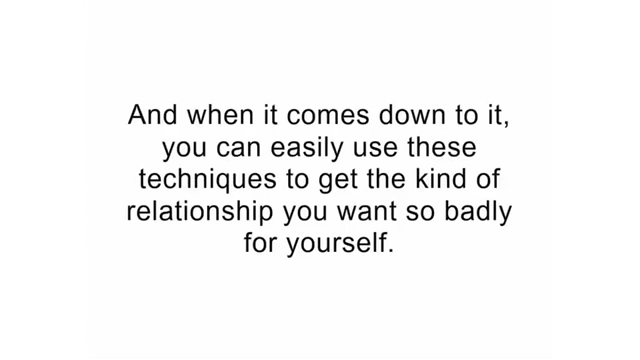 And when it comes down to it,
you can easily use these
techniques to get the kind of
relationship you want so badly
for yourself.